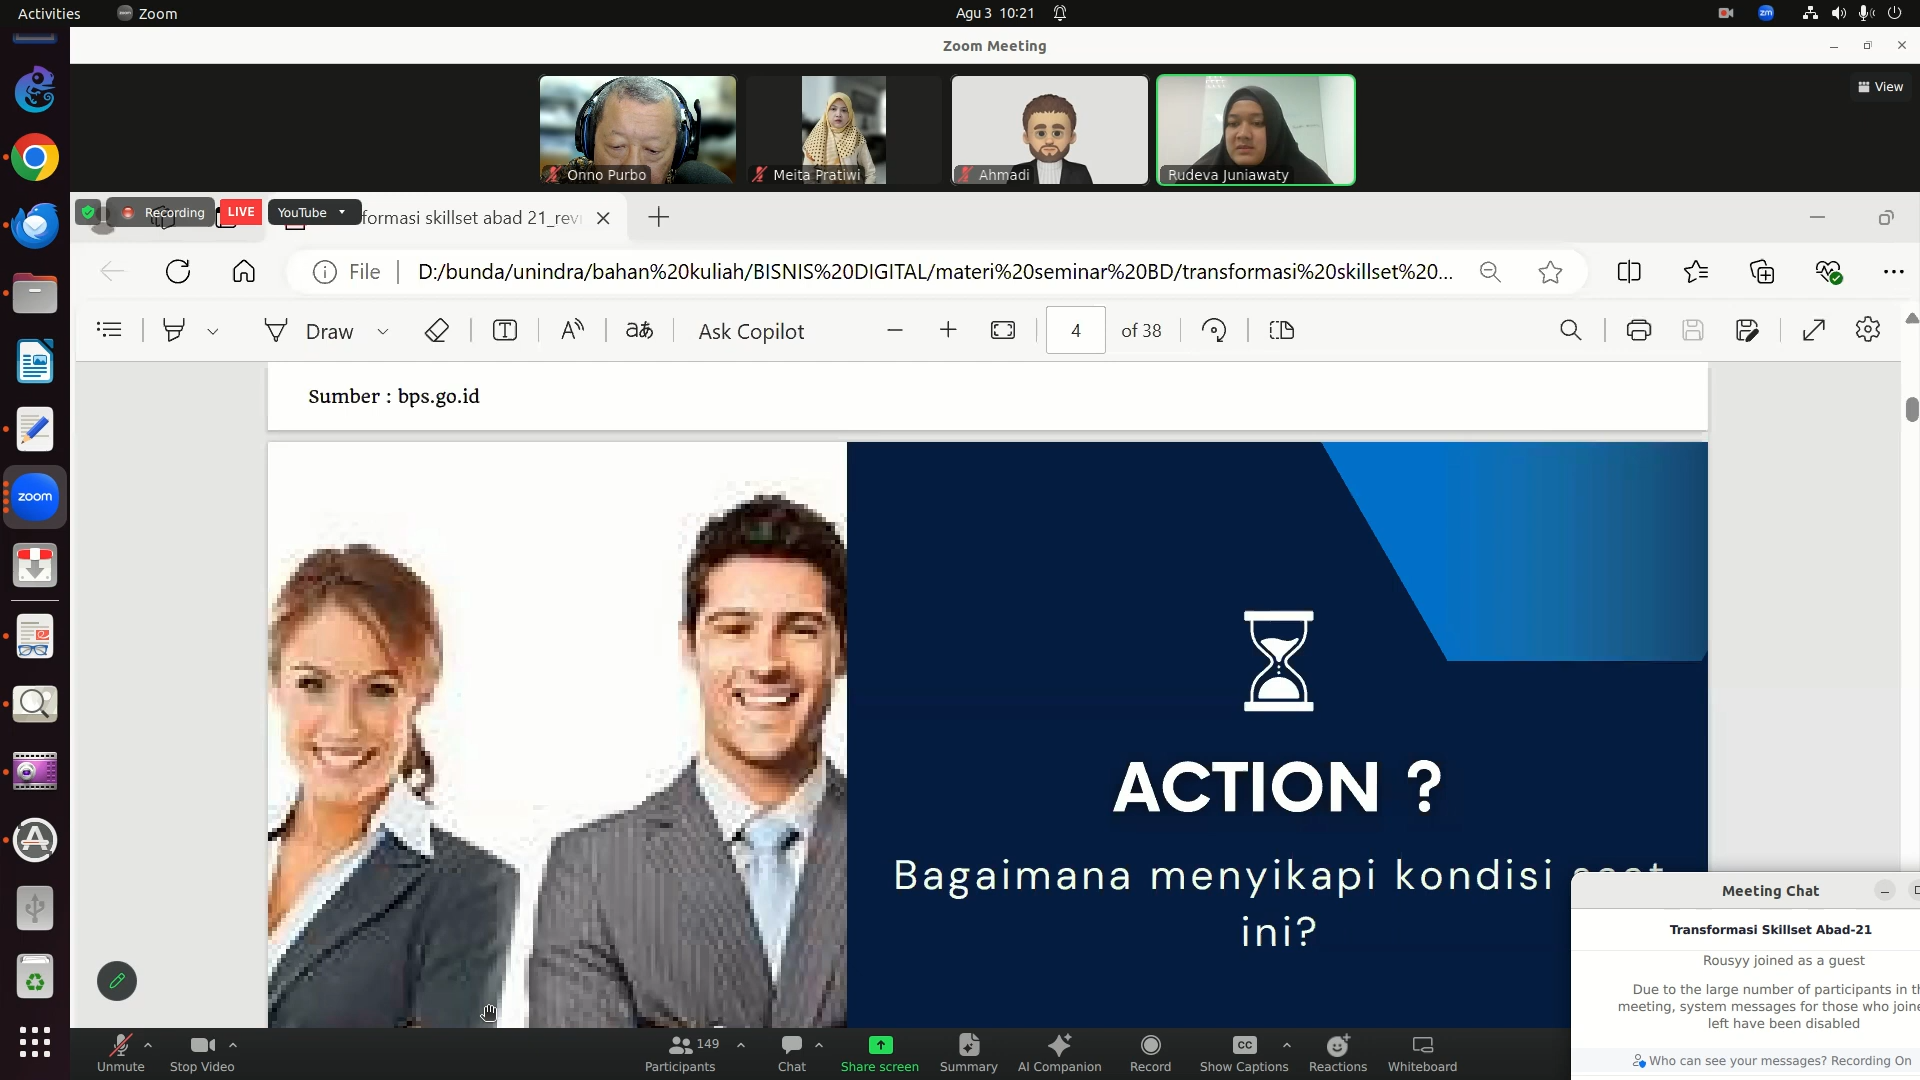 Activities
Zoom
Agu 3 10:21
zm
Zoom Meeting
View
Onno Purbo
Meita Pratiwi
Ahmadi
Rudeva Juniawaty
Recording
LIVE
YouTube
formasi skillset abad 21_rev
File
D:/bunda/unindra/bahan%20kuliah/BISNIS%20DIGITAL/materi%20seminar%20BD/transformasi%20skillset%20...
Draw
Ask Copilot
4
of 38
Sumber : bps.go.id
zoom
ACTION ?
Bagaimana menyikapi kondisi
ini?
Meeting Chat
Transformasi Skillset Abad-21
Rousyy joined as a guest
Due to the large number of participants in
meeting, system messages for those who
left have been disabled
Who can see your messages? Recording On
Unmute
Stop Video
149
Participants
Chat
Share screen
Summary
AI Companion
Record
CC
Show Captions
Reactions
Whiteboard